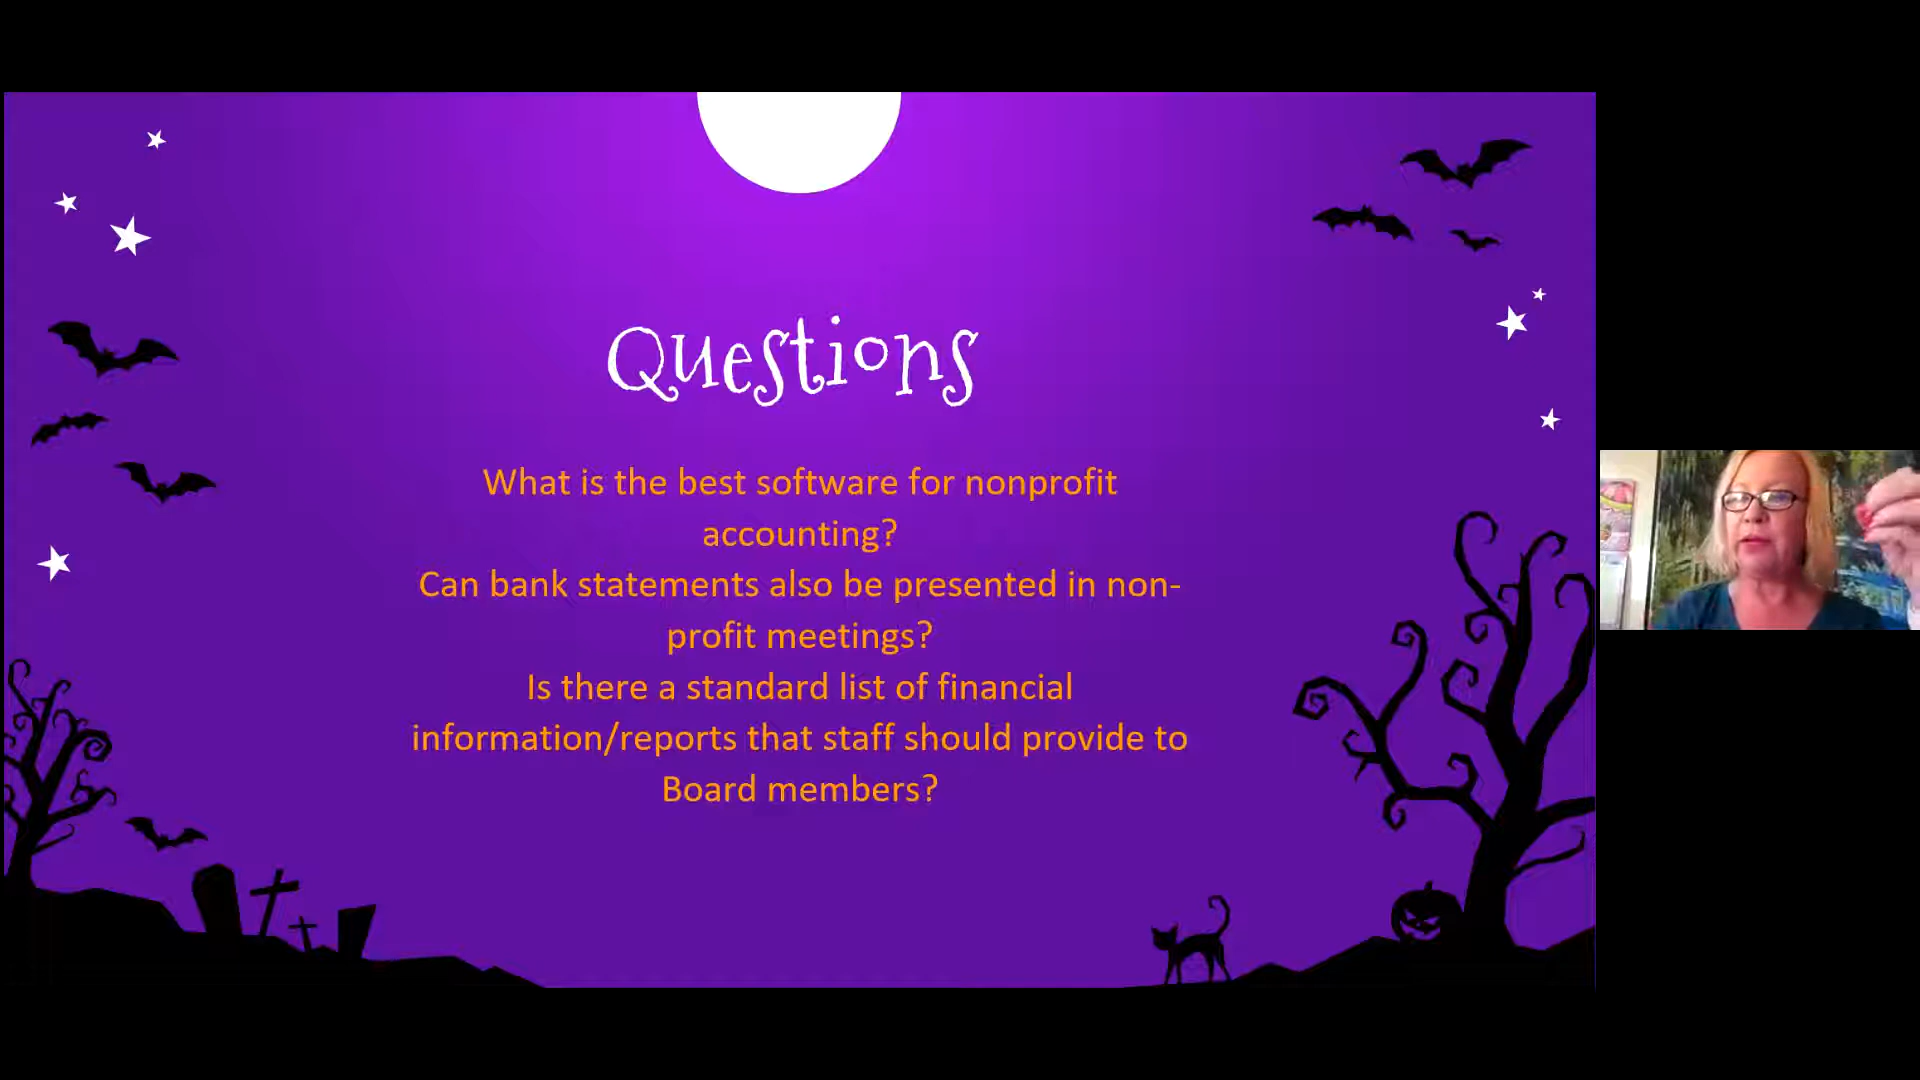 Questions
What is the best software for nonprofit
accounting?
Can bank statements also be presented in non-
profit meetings?
Is there a standard list of financial
information/reports that staff should provide to
Board members?